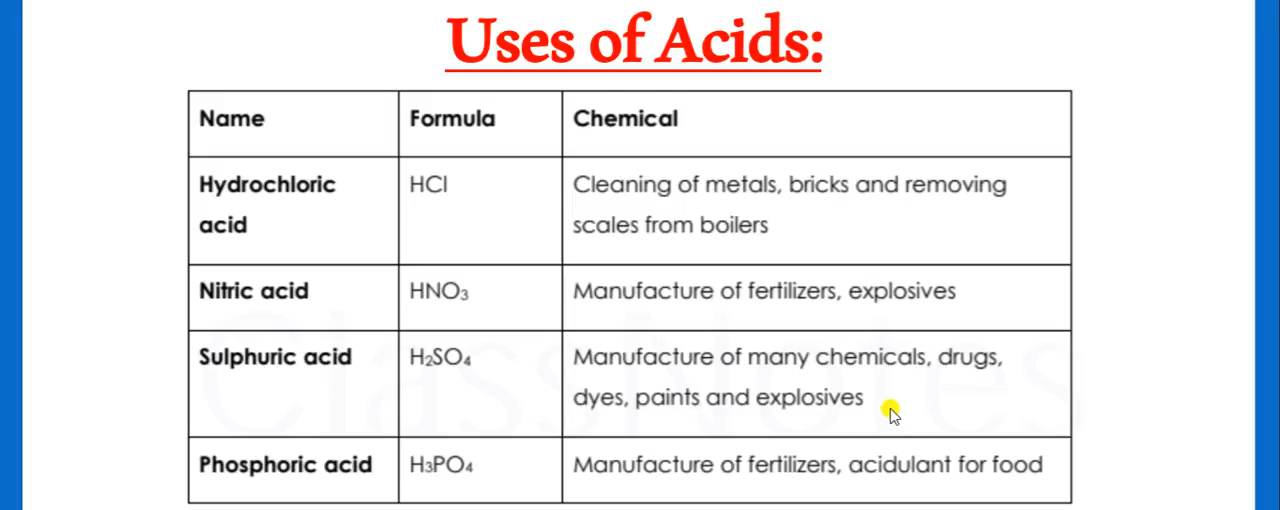 Uses of Acids:
Name Formula Chemical
Hydrochloric acid HCl Cleaning of metals, bricks and removing scales from boilers
Nitric acid HNO₃ Manufacture of fertilizers, explosives
Sulphuric acid H₂SO₄ Manufacture of many chemicals, drugs, dyes, paints and explosives
Phosphoric acid H₃PO₄ Manufacture of fertilizers, acidulant for food
ClassNotes